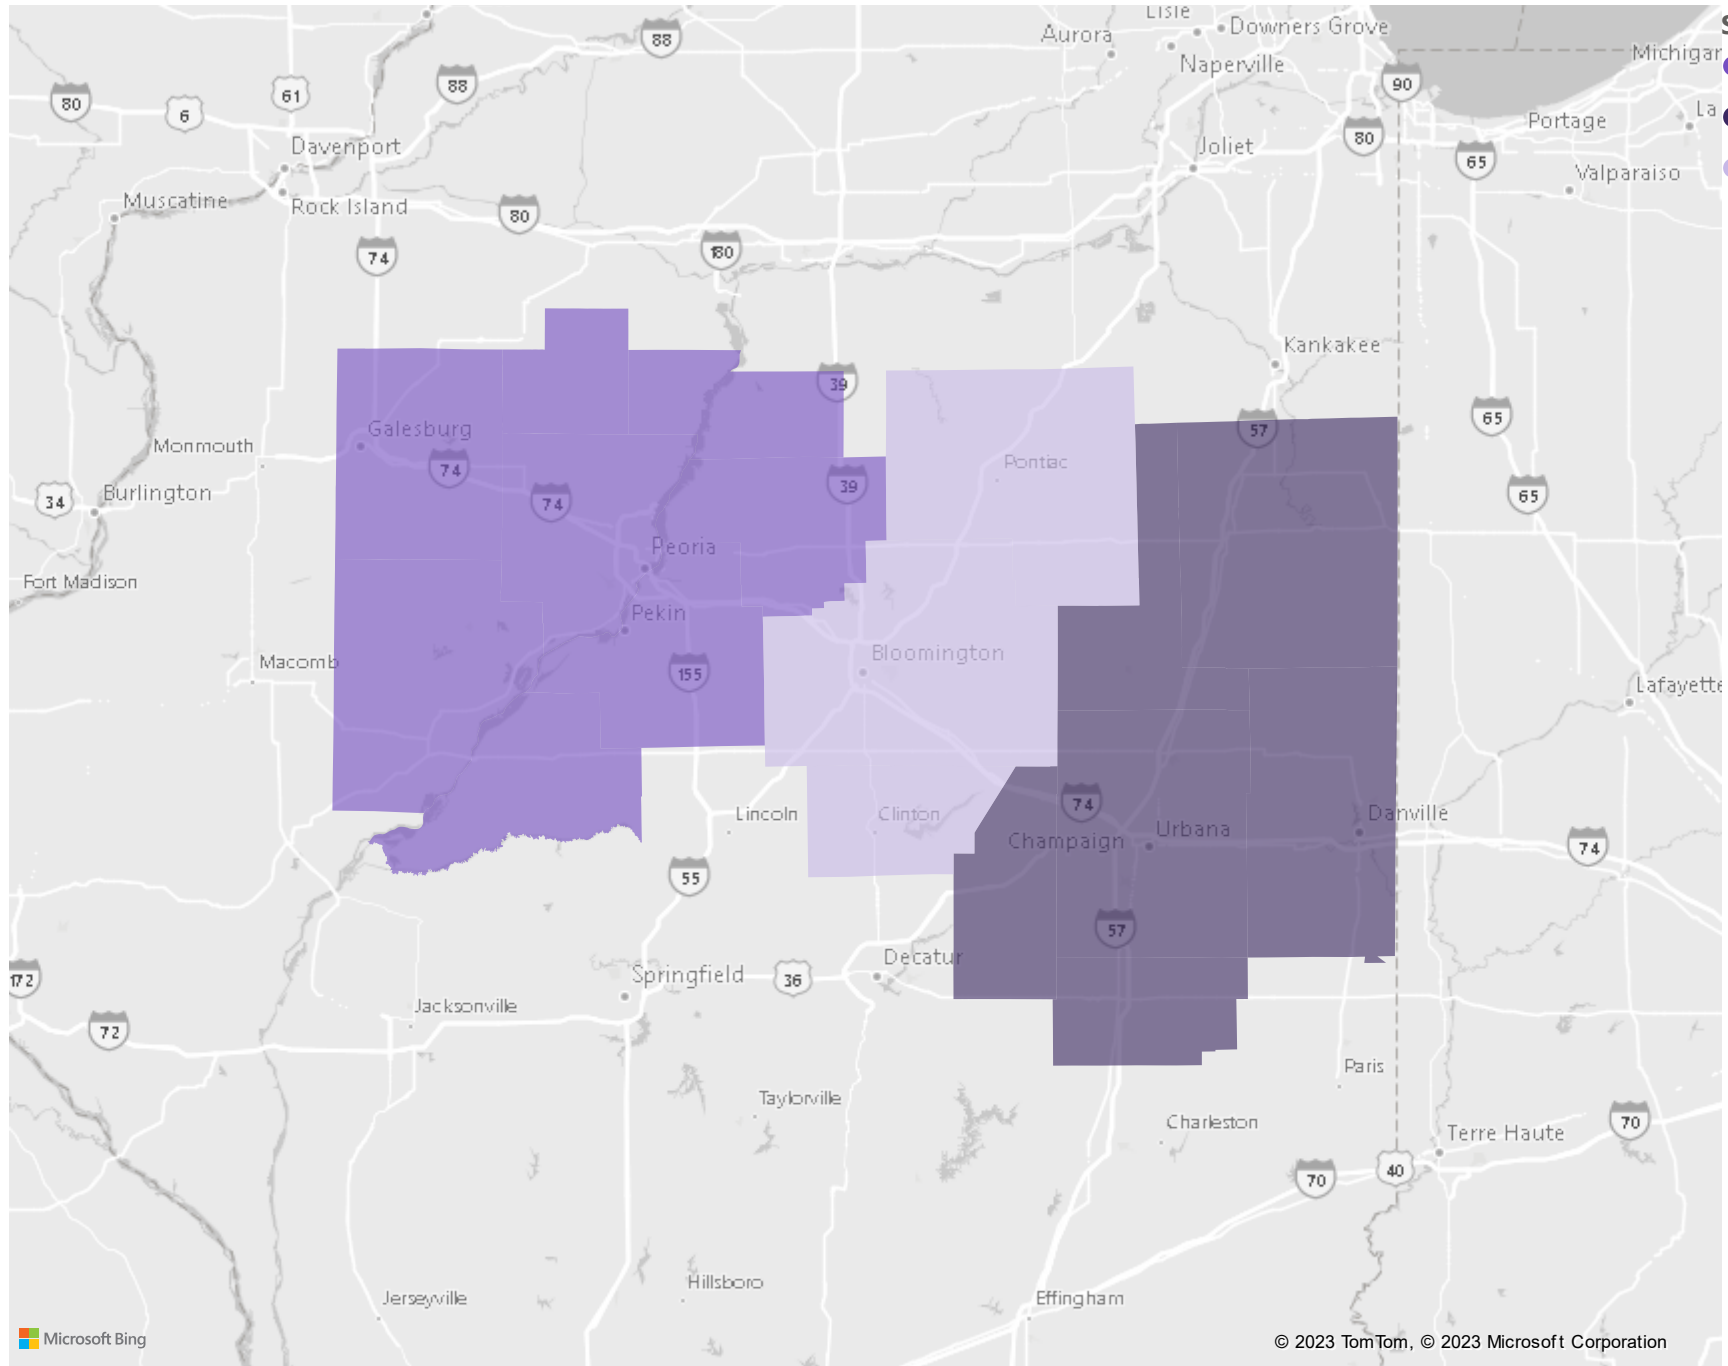 Lisle
Downers Grove
Aurora
Naperville
88
88
90
80
6
61
80
65
Portage
La
Davenport
Joliet
Valparaiso
Muscatine
Rock Island
80
74
180
Kankakee
39
57
65
Galesburg
Monmouth
74
Pontiac
39
34
Burlington
74
65
Peoria
Fort Madison
Pekin
Macomb
155
Bloomington
Lafayette
Lincoln
Clinton
74
Champaign
Urbana
Danville
74
55
57
Decatur
172
Springfield
36
Jacksonville
72
Paris
Taylorville
Charleston
70
Terre Haute
70
40
Hillsboro
Jerseyville
Effingham
Microsoft Bing
© 2023 TomTom, © 2023 Microsoft Corporation